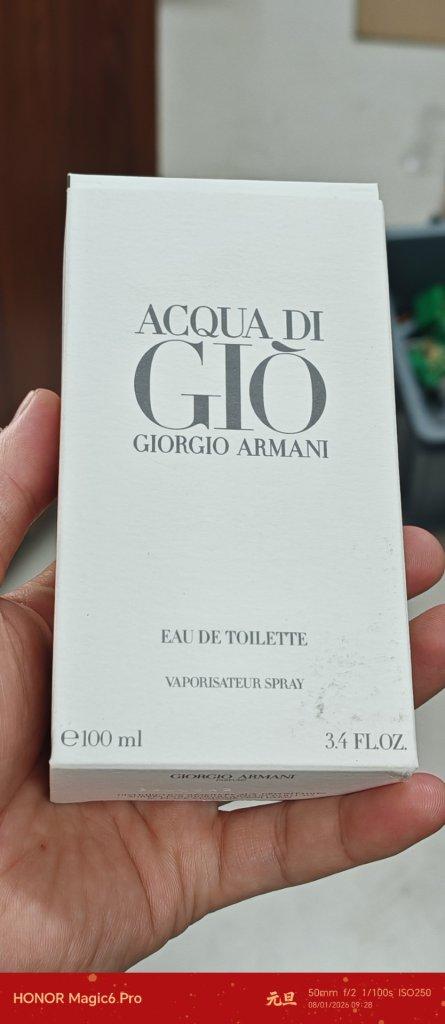 ACQUA DI
GIÒ
GIORGIO ARMANI
EAU DE TOILETTE
VAPORISATEUR SPRAY
℮100 ml
3.4 FL.OZ.
GIORGIO ARMANI
HONOR Magic6 Pro
元旦
50mm f/2 1/100s ISO250
08/01/2026 09:28